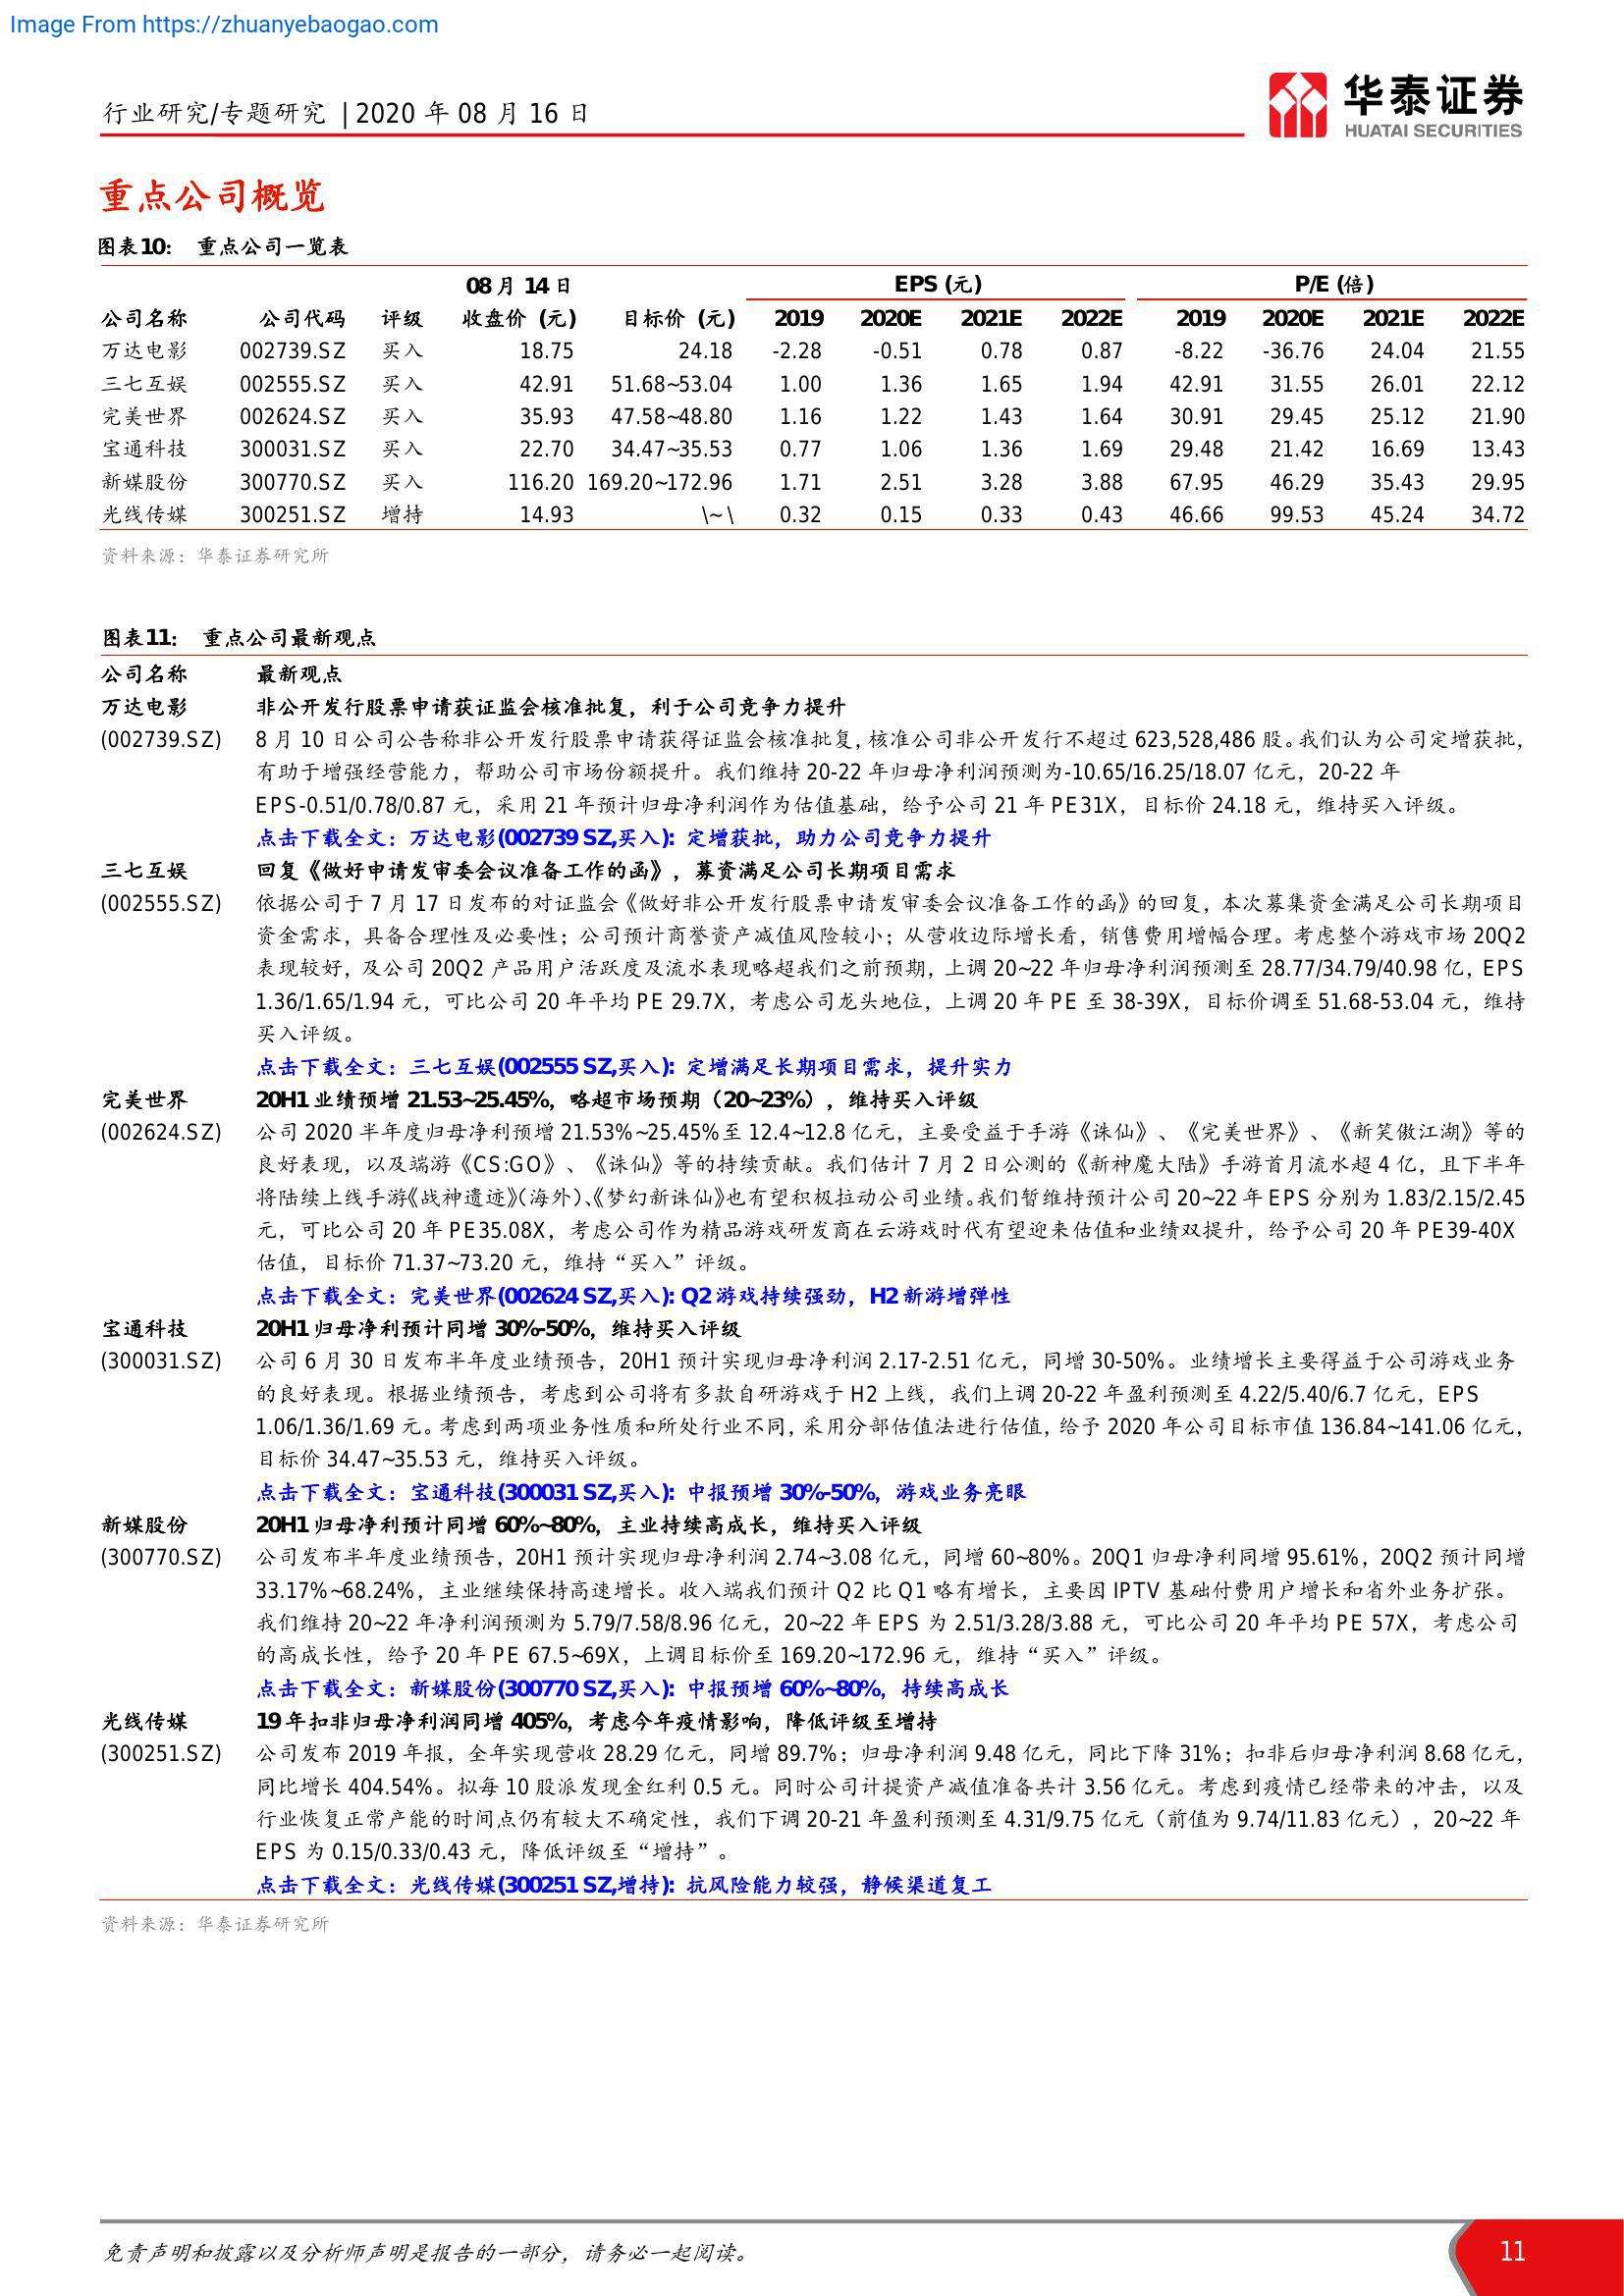 Image From https://zhuanyebaogao.com
行业研究/专题研究 | 2020 年 08 月 16 日
华泰证券
HUATAI SECURITIES
重点公司概览
图表10： 重点公司一览表
08 月 14 日 EPS (元) P/E (倍)
公司名称 公司代码 评级 收盘价 (元) 目标价 (元) 2019 2020E 2021E 2022E 2019 2020E 2021E 2022E
万达电影 002739.SZ 买入 18.75 24.18 -2.28 -0.51 0.78 0.87 -8.22 -36.76 24.04 21.55
三七互娱 002555.SZ 买入 42.91 51.68~53.04 1.00 1.36 1.65 1.94 42.91 31.55 26.01 22.12
完美世界 002624.SZ 买入 35.93 47.58~48.80 1.16 1.22 1.43 1.64 30.91 29.45 25.12 21.90
宝通科技 300031.SZ 买入 22.70 34.47~35.53 0.77 1.06 1.36 1.69 29.48 21.42 16.69 13.43
新媒股份 300770.SZ 买入 116.20 169.20~172.96 1.71 2.51 3.28 3.88 67.95 46.29 35.43 29.95
光线传媒 300251.SZ 增持 14.93 \~\ 0.32 0.15 0.33 0.43 46.66 99.53 45.24 34.72
资料来源：华泰证券研究所
图表11： 重点公司最新观点
公司名称 最新观点
万达电影 非公开发行股票申请获证监会核准批复，利于公司竞争力提升
(002739.SZ) 8 月 10 日公司公告称非公开发行股票申请获得证监会核准批复，核准公司非公开发行不超过 623,528,486 股。我们认为公司定增获批，
有助于增强经营能力，帮助公司市场份额提升。我们维持 20-22 年归母净利润预测为-10.65/16.25/18.07 亿元，20-22 年
EPS-0.51/0.78/0.87 元，采用 21 年预计归母净利润作为估值基础，给予公司 21 年 PE31X，目标价 24.18 元，维持买入评级。
点击下载全文：万达电影(002739 SZ,买入): 定增获批，助力公司竞争力提升
三七互娱 回复《做好申请发审委会议准备工作的函》，募资满足公司长期项目需求
(002555.SZ) 依据公司于 7 月 17 日发布的对证监会《做好非公开发行股票申请发审委会议准备工作的函》的回复，本次募集资金满足公司长期项目
资金需求，具备合理性及必要性；公司预计商誉资产减值风险较小；从营收边际增长看，销售费用增幅合理。考虑整个游戏市场 20Q2
表现较好，及公司 20Q2 产品用户活跃度及流水表现略超我们之前预期，上调 20~22 年归母净利润预测至 28.77/34.79/40.98 亿，EPS
1.36/1.65/1.94 元，可比公司 20 年平均 PE 29.7X，考虑公司龙头地位，上调 20 年 PE 至 38-39X，目标价调至 51.68-53.04 元，维持
买入评级。
点击下载全文：三七互娱(002555 SZ,买入): 定增满足长期项目需求，提升实力
完美世界 20H1 业绩预增 21.53~25.45%，略超市场预期（20~23%），维持买入评级
(002624.SZ) 公司 2020 半年度归母净利预增 21.53%~25.45%至 12.4~12.8 亿元，主要受益于手游《诛仙》、《完美世界》、《新笑傲江湖》等的
良好表现，以及端游《CS:GO》、《诛仙》等的持续贡献。我们估计 7 月 2 日公测的《新神魔大陆》手游首月流水超 4 亿，且下半年
将陆续上线手游《战神遗迹》（海外）、《梦幻新诛仙》也有望积极拉动公司业绩。我们暂维持预计公司 20~22 年 EPS 分别为 1.83/2.15/2.45
元，可比公司 20 年 PE35.08X，考虑公司作为精品游戏研发商在云游戏时代有望迎来估值和业绩双提升，给予公司 20 年 PE39-40X
估值，目标价 71.37~73.20 元，维持“买入”评级。
点击下载全文：完美世界(002624 SZ,买入): Q2 游戏持续强劲，H2 新游增弹性
宝通科技 20H1 归母净利预计同增 30%-50%，维持买入评级
(300031.SZ) 公司 6 月 30 日发布半年度业绩预告，20H1 预计实现归母净利润 2.17-2.51 亿元，同增 30-50%。业绩增长主要得益于公司游戏业务
的良好表现。根据业绩预告，考虑到公司将有多款自研游戏于 H2 上线，我们上调 20-22 年盈利预测至 4.22/5.40/6.7 亿元，EPS
1.06/1.36/1.69 元。考虑到两项业务性质和所处行业不同，采用分部估值法进行估值，给予 2020 年公司目标市值 136.84~141.06 亿元，
目标价 34.47~35.53 元，维持买入评级。
点击下载全文：宝通科技(300031 SZ,买入): 中报预增 30%-50%，游戏业务亮眼
新媒股份 20H1 归母净利预计同增 60%~80%，主业持续高成长，维持买入评级
(300770.SZ) 公司发布半年度业绩预告，20H1 预计实现归母净利润 2.74~3.08 亿元，同增 60~80%。20Q1 归母净利同增 95.61%，20Q2 预计同增
33.17%~68.24%，主业继续保持高速增长。收入端我们预计 Q2 比 Q1 略有增长，主要因 IPTV 基础付费用户增长和省外业务扩张。
我们维持 20~22 年净利润预测为 5.79/7.58/8.96 亿元，20~22 年 EPS 为 2.51/3.28/3.88 元，可比公司 20 年平均 PE 57X，考虑公司
的高成长性，给予 20 年 PE 67.5~69X，上调目标价至 169.20~172.96 元，维持“买入”评级。
点击下载全文：新媒股份(300770 SZ,买入): 中报预增 60%~80%，持续高成长
光线传媒 19 年扣非归母净利润同增 405%，考虑今年疫情影响，降低评级至增持
(300251.SZ) 公司发布 2019 年报，全年实现营收 28.29 亿元，同增 89.7%；归母净利润 9.48 亿元，同比下降 31%；扣非后归母净利润 8.68 亿元，
同比增长 404.54%。拟每 10 股派发现金红利 0.5 元。同时公司计提资产减值准备共计 3.56 亿元。考虑到疫情已经带来的冲击，以及
行业恢复正常产能的时间点仍有较大不确定性，我们下调 20-21 年盈利预测至 4.31/9.75 亿元（前值为 9.74/11.83 亿元），20~22 年
EPS 为 0.15/0.33/0.43 元，降低评级至“增持”。
点击下载全文：光线传媒(300251 SZ,增持): 抗风险能力较强，静候渠道复工
资料来源：华泰证券研究所
免责声明和披露以及分析师声明是报告的一部分，请务必一起阅读。 11